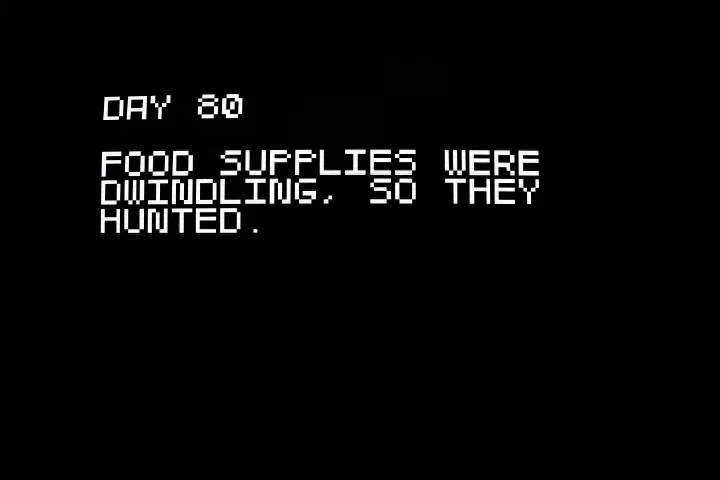 DAY 80
FOOD SUPPLIES WERE
DWINDLING, SO THEY
HUNTED.